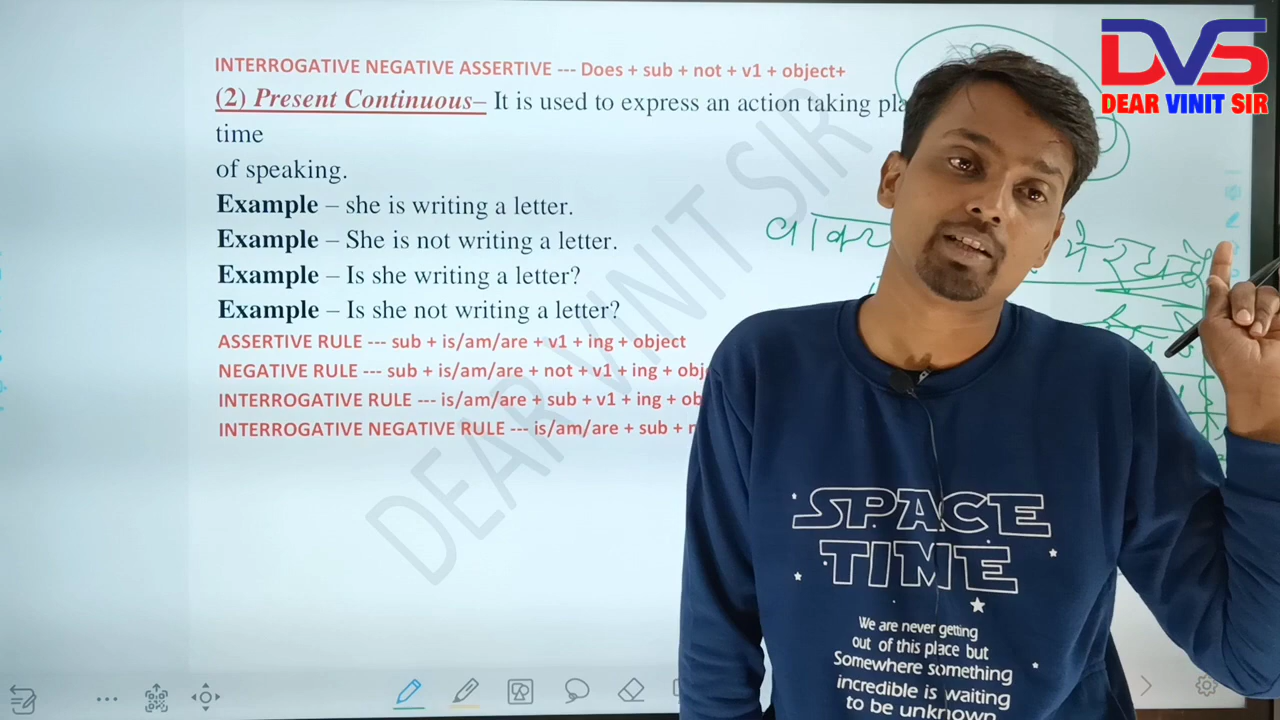 INTERROGATIVE NEGATIVE ASSERTIVE --- Does + sub + not + v1 + object+
(2) Present Continuous– It is used to express an action taking pla
time
of speaking.
Example – she is writing a letter.
Example – She is not writing a letter.
Example – Is she writing a letter?
Example – Is she not writing a letter?
ASSERTIVE RULE --- sub + is/am/are + v1 + ing + object
NEGATIVE RULE --- sub + is/am/are + not + v1 + ing + obj
INTERROGATIVE RULE --- is/am/are + sub + v1 + ing + ob
INTERROGATIVE NEGATIVE RULE --- is/am/are + sub +
DEAR VINIT SIR
DVS
DEAR VINIT SIR
SPACE
TIME
We are never getting
out of this place but
Somewhere something
incredible is waiting
to be unknown